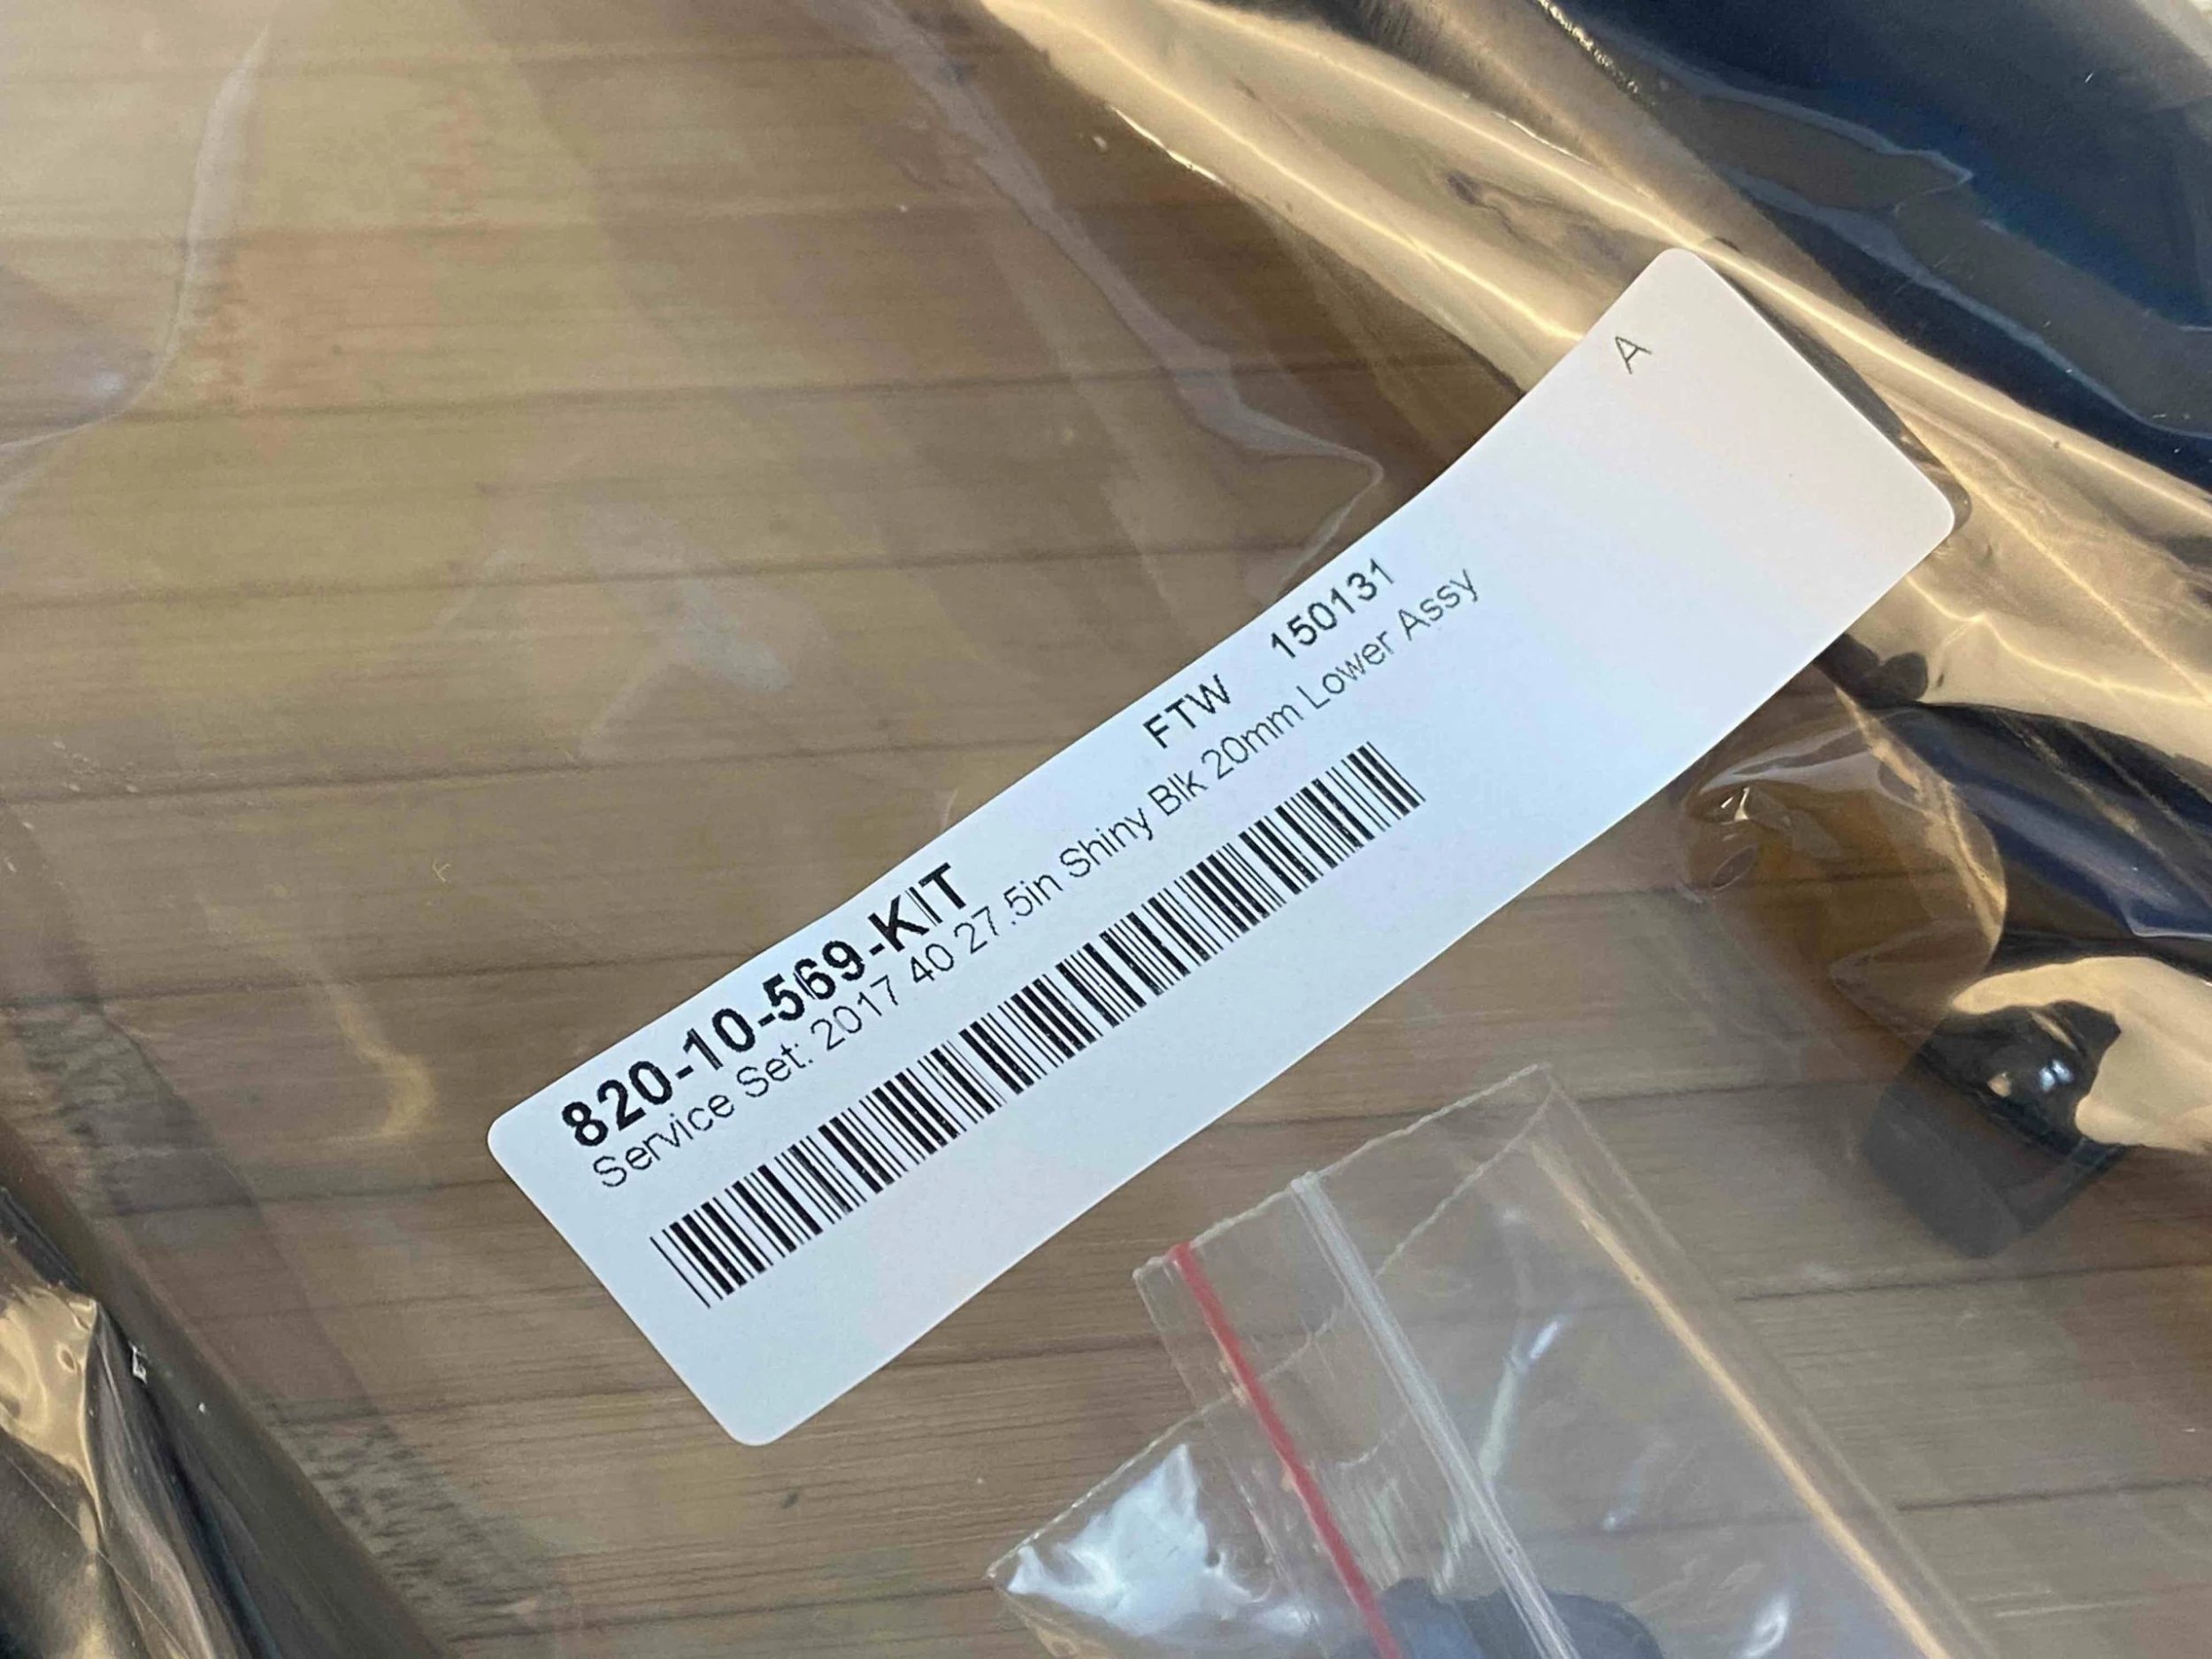 820-10-569-KIT FTW 150131
Service Set: 2017 40 27.5in Shiny Blk 20mm Lower Assy
A